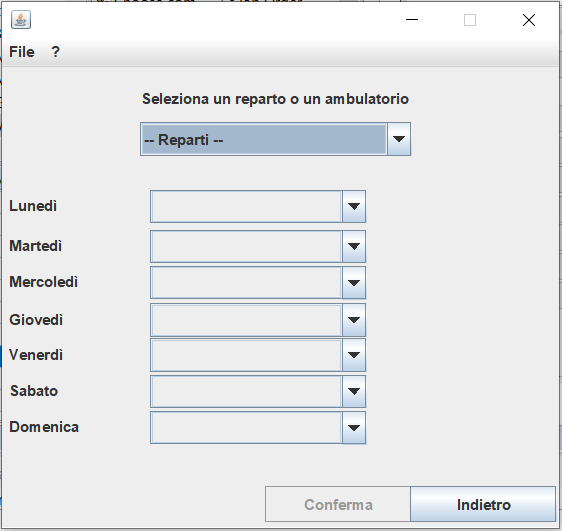 File ?
Seleziona un reparto o un ambulatorio
-- Reparti --
Lunedì
Martedì
Mercoledì
Giovedì
Venerdì
Sabato
Domenica
Conferma Indietro